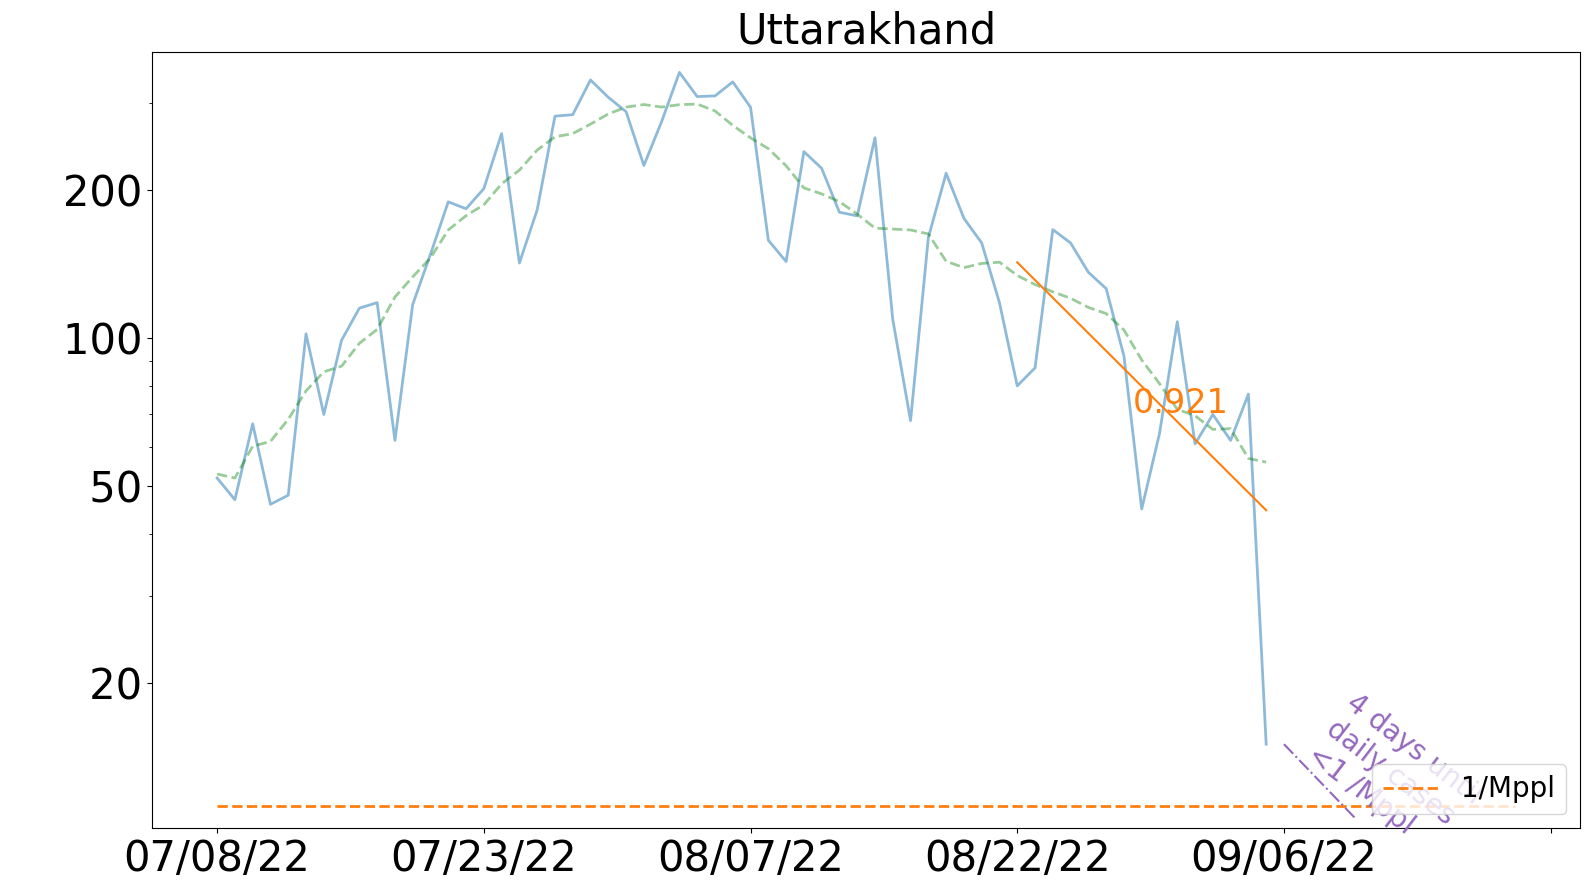 Uttarakhand
200
100
50
20
0.921
4 days until
daily cases
<1 /Mppl
1/Mppl
07/08/22
07/23/22
08/07/22
08/22/22
09/06/22